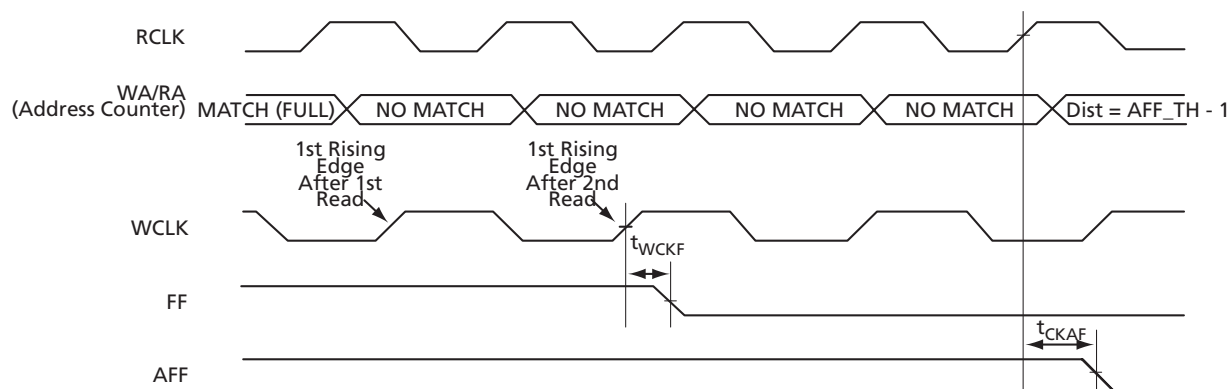 RCLK
WA/RA
(Address Counter)
MATCH (FULL)
NO MATCH
NO MATCH
NO MATCH
NO MATCH
Dist = AFF_TH - 1
1st Rising
Edge
After 1st
Read
1st Rising
Edge
After 2nd
Read
WCLK
tWCKF
FF
tCKAF
AFF